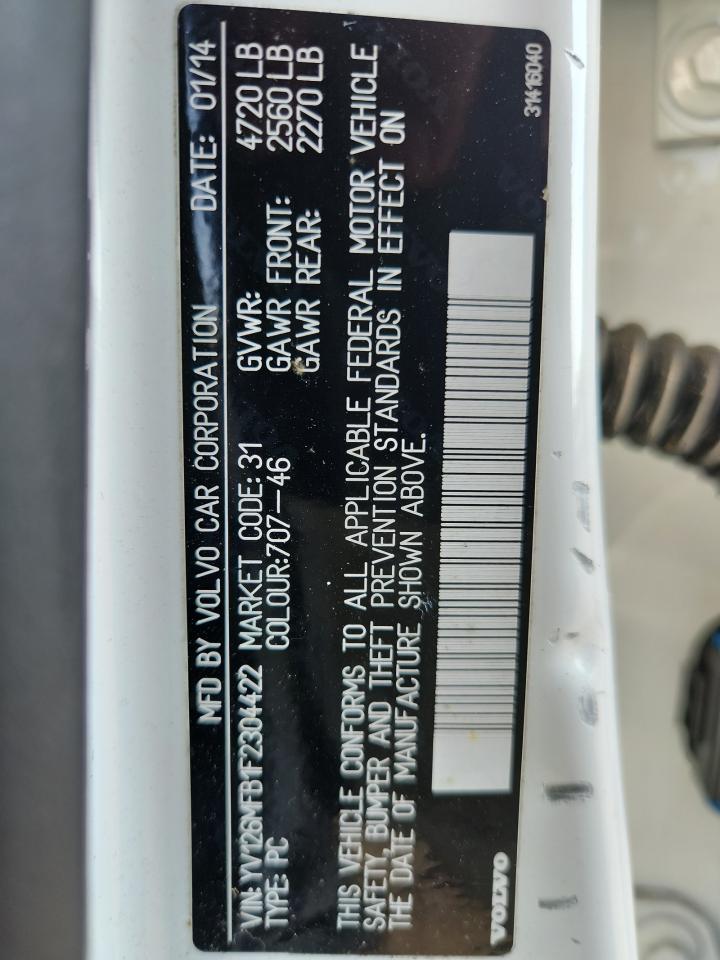 MFD BY VOLVO CAR CORPORATION DATE: 01/14
VIN: YV126MFB1F2304422 MARKET CODE: 31 GVWR: 4720 LB
TYPE: PC COLOUR:707-46 GAWR FRONT: 2560 LB
GAWR REAR: 2270 LB
THIS VEHICLE CONFORMS TO ALL APPLICABLE FEDERAL MOTOR VEHICLE
SAFETY, BUMPER AND THEFT PREVENTION STANDARDS IN EFFECT ON
THE DATE OF MANUFACTURE SHOWN ABOVE.
VOLVO
31416040